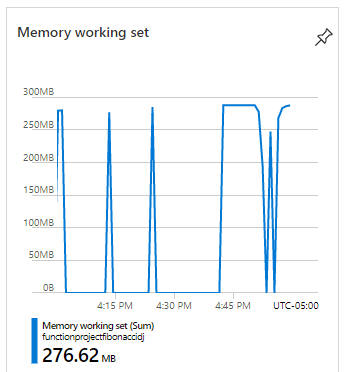 Memory working set
300MB
250MB
200MB
150MB
100MB
50MB
0B
4:15 PM 4:30 PM 4:45 PM UTC-05:00
Memory working set (Sum)
functionprojectfibonaccidj
276.62 MB